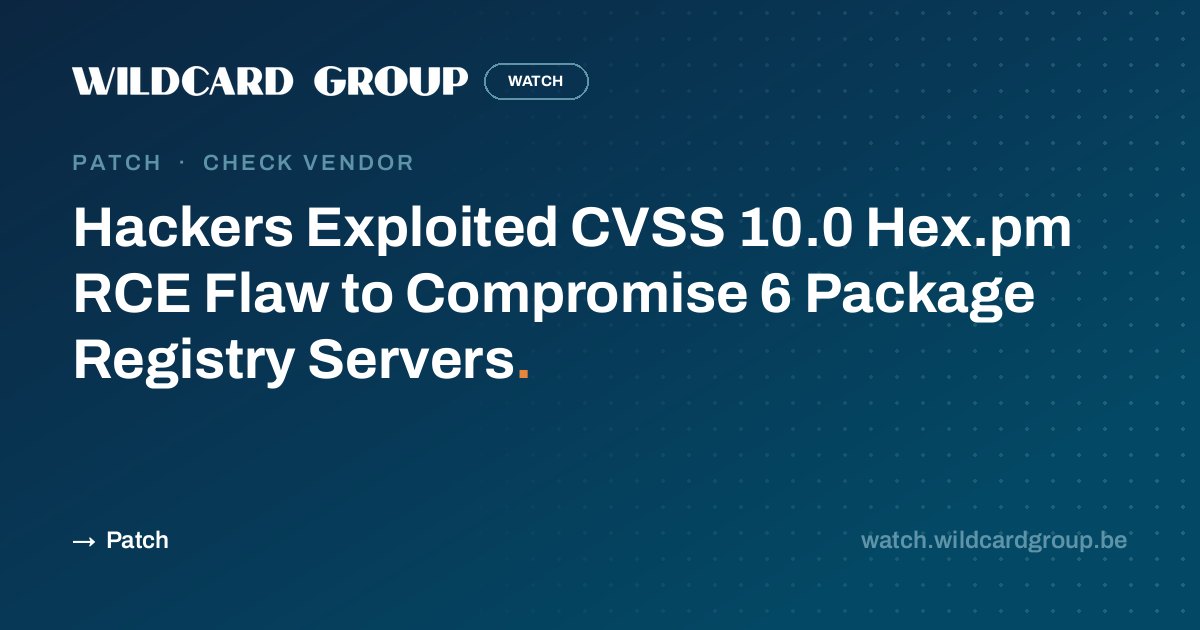 WILDCARD GROUP WATCH
PATCH · CHECK VENDOR
Hackers Exploited CVSS 10.0 Hex.pm
RCE Flaw to Compromise 6 Package
Registry Servers.
→ Patch
watch.wildcardgroup.be